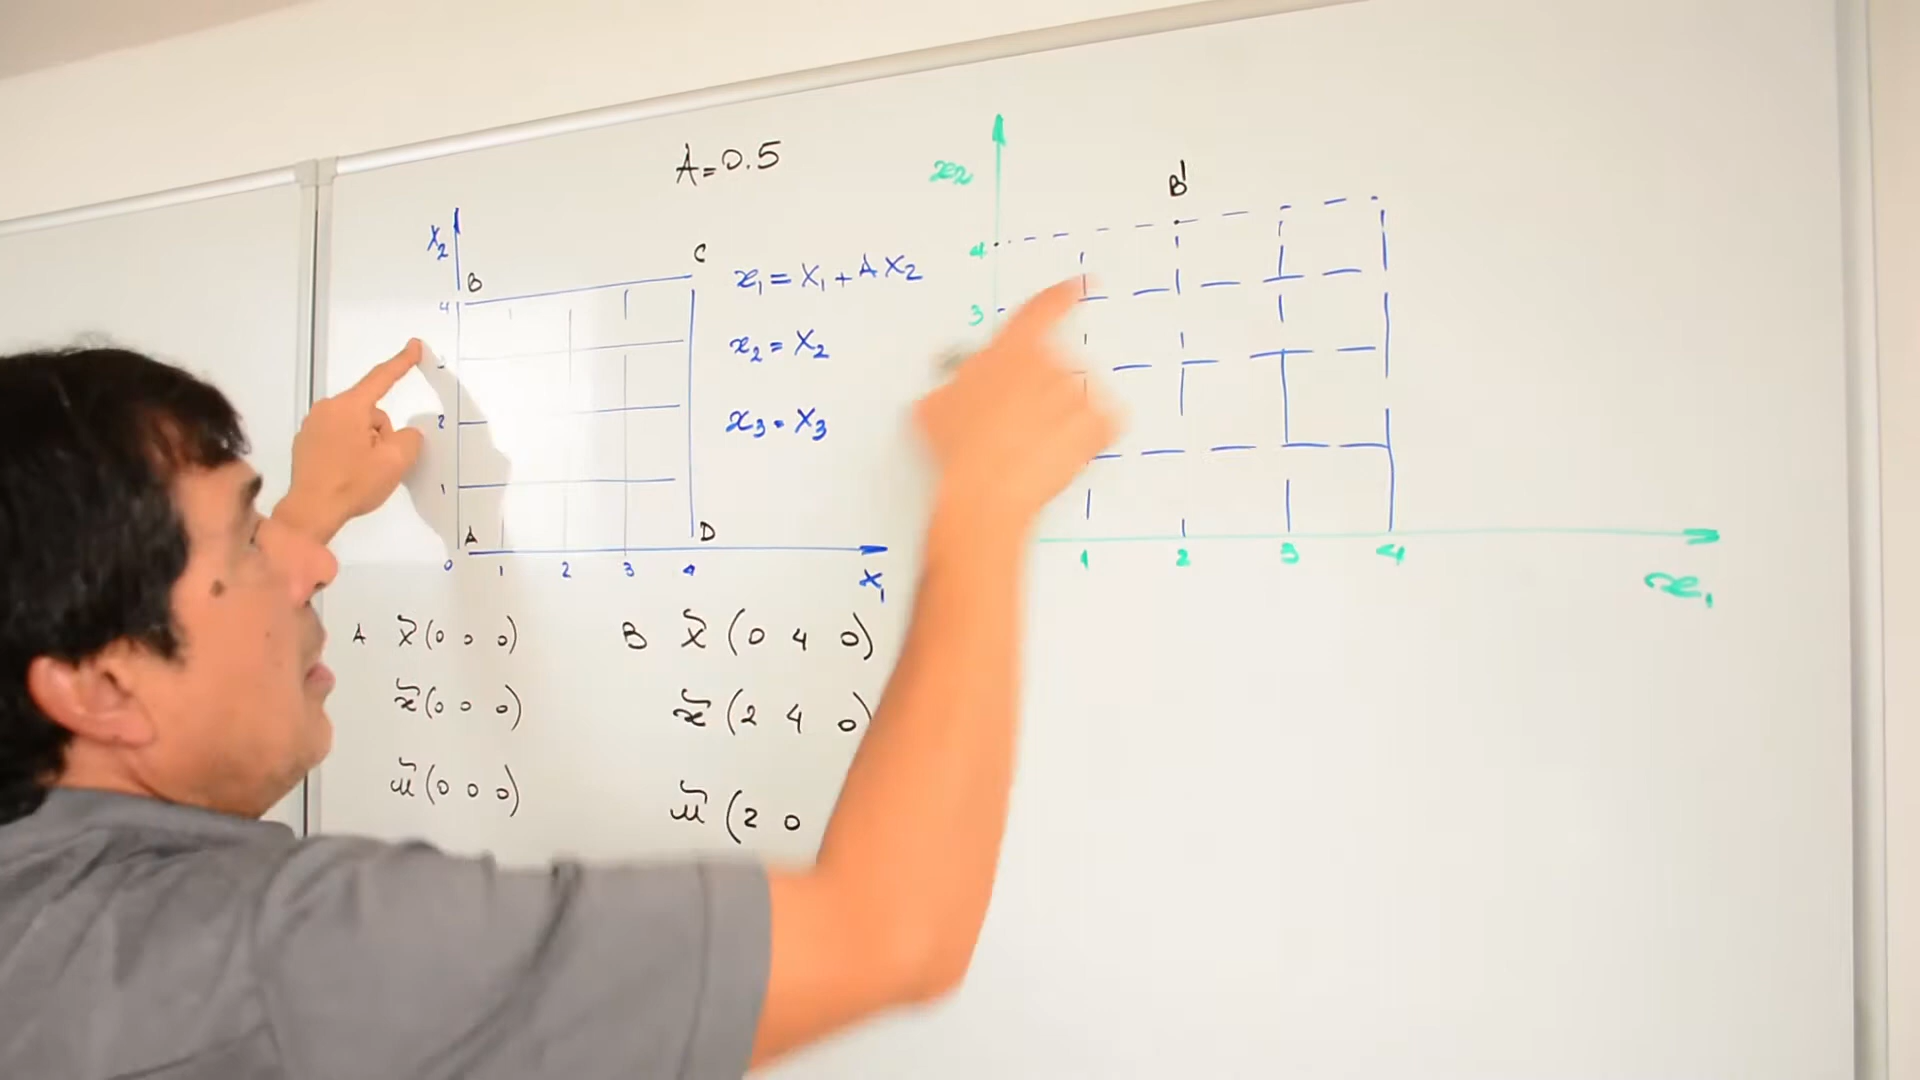 A=0.5
X₂
B
C
4
2
1
A
D
0 1 2 3 4
X₁
x₁ = X₁ + A X₂
x₂ = X₂
x₃ = X₃
x₂
B'
4
3
1 2 3 4
x₁
A X̃ (0 0 0)
x̃ (0 0 0)
ũ (0 0 0)
B X̃ (0 4 0)
x̃ (2 4 0)
ũ (2 0